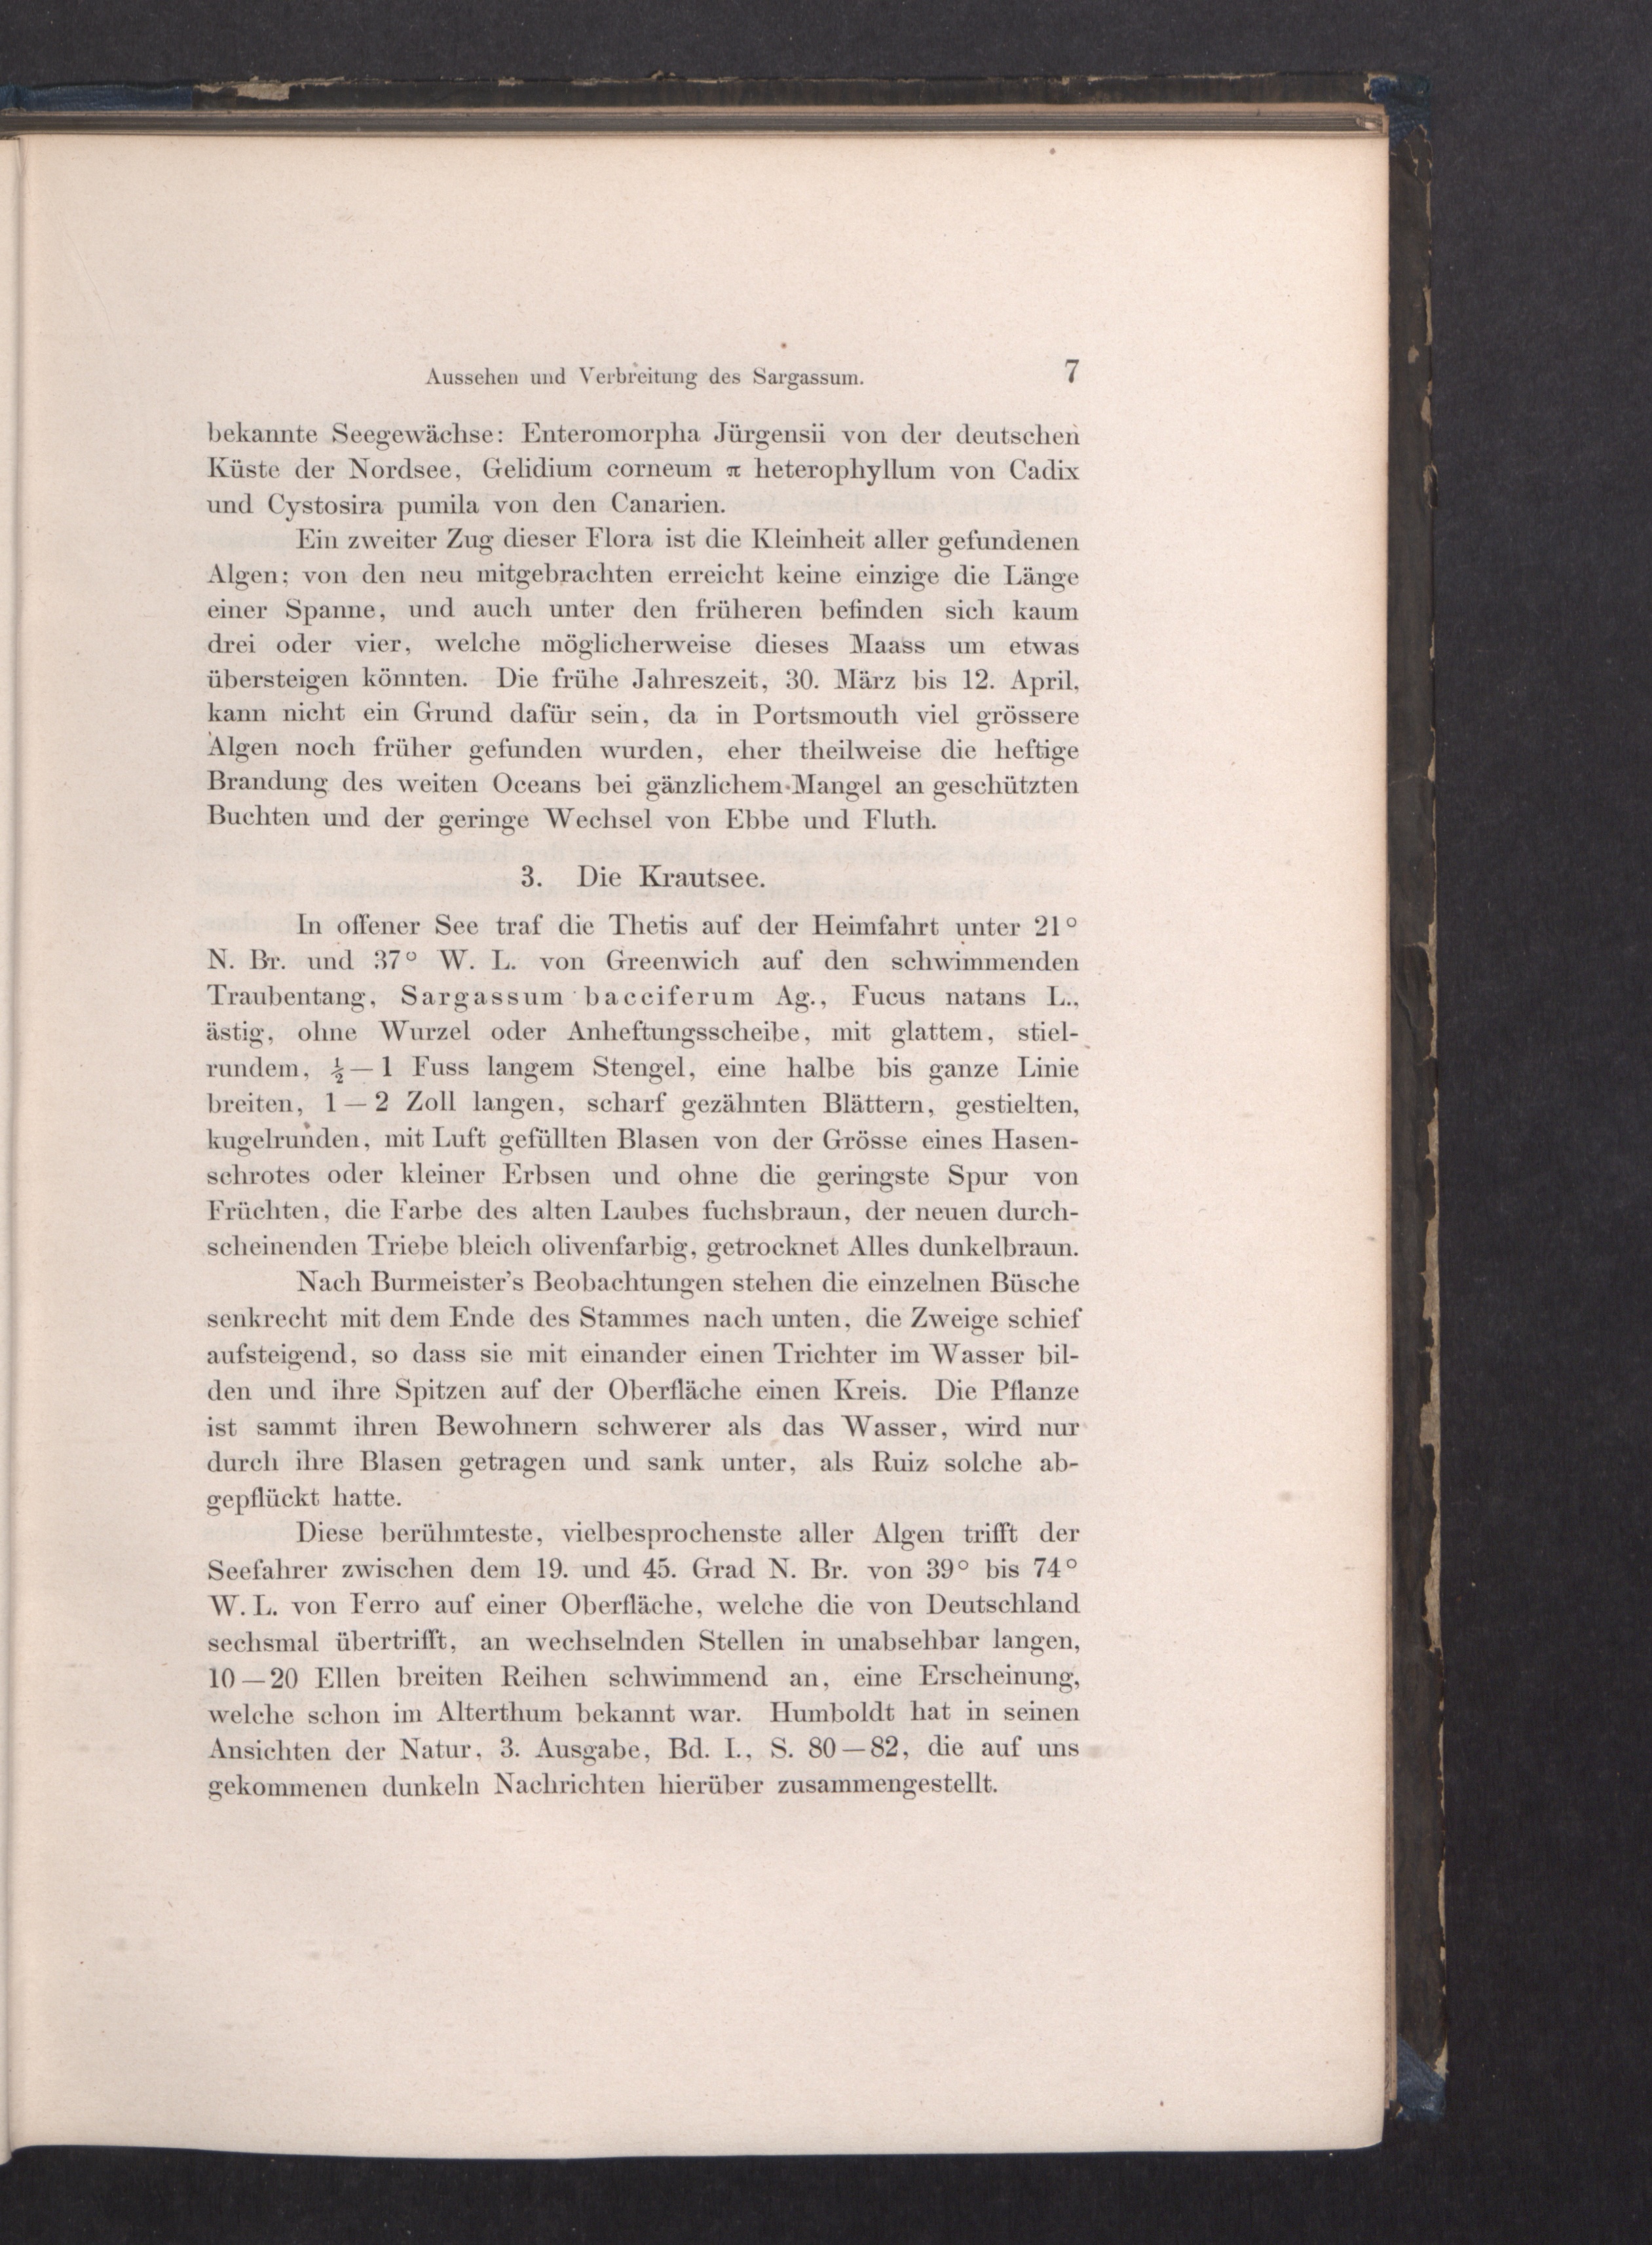 Aussehen und Verbreitung des Sargassum. 7
bekannte Seegewächse: Enteromorpha Jürgensii von der deutschen
Küste der Nordsee, Gelidium corneum π heterophyllum von Cadix
und Cystosira pumila von den Canarien.
Ein zweiter Zug dieser Flora ist die Kleinheit aller gefundenen
Algen; von den neu mitgebrachten erreicht keine einzige die Länge
einer Spanne, und auch unter den früheren befinden sich kaum
drei oder vier, welche möglicherweise dieses Maass um etwas
übersteigen könnten. Die frühe Jahreszeit, 30. März bis 12. April,
kann nicht ein Grund dafür sein, da in Portsmouth viel grössere
Algen noch früher gefunden wurden, eher theilweise die heftige
Brandung des weiten Oceans bei gänzlichem Mangel an geschützten
Buchten und der geringe Wechsel von Ebbe und Fluth.
3. Die Krautsee.
In offener See traf die Thetis auf der Heimfahrt unter 21°
N. Br. und 37° W. L. von Greenwich auf den schwimmenden
Traubentang, Sargassum bacciferum Ag., Fucus natans L.,
ästig, ohne Wurzel oder Anheftungsscheibe, mit glattem, stiel-
rundem, ½—1 Fuss langem Stengel, eine halbe bis ganze Linie
breiten, 1—2 Zoll langen, scharf gezähnten Blättern, gestielten,
kugelrunden, mit Luft gefüllten Blasen von der Grösse eines Hasen-
schrotes oder kleiner Erbsen und ohne die geringste Spur von
Früchten, die Farbe des alten Laubes fuchsbraun, der neuen durch-
scheinenden Triebe bleich olivenfarbig, getrocknet Alles dunkelbraun.
Nach Burmeister's Beobachtungen stehen die einzelnen Büsche
senkrecht mit dem Ende des Stammes nach unten, die Zweige schief
aufsteigend, so dass sie mit einander einen Trichter im Wasser bil-
den und ihre Spitzen auf der Oberfläche einen Kreis. Die Pflanze
ist sammt ihren Bewohnern schwerer als das Wasser, wird nur
durch ihre Blasen getragen und sank unter, als Ruiz solche ab-
gepflückt hatte.
Diese berühmteste, vielbesprochenste aller Algen trifft der
Seefahrer zwischen dem 19. und 45. Grad N. Br. von 39° bis 74°
W. L. von Ferro auf einer Oberfläche, welche die von Deutschland
sechsmal übertrifft, an wechselnden Stellen in unabsehbar langen,
10—20 Ellen breiten Reihen schwimmend an, eine Erscheinung,
welche schon im Alterthum bekannt war. Humboldt hat in seinen
Ansichten der Natur, 3. Ausgabe, Bd. I., S. 80—82, die auf uns
gekommenen dunkeln Nachrichten hierüber zusammengestellt.